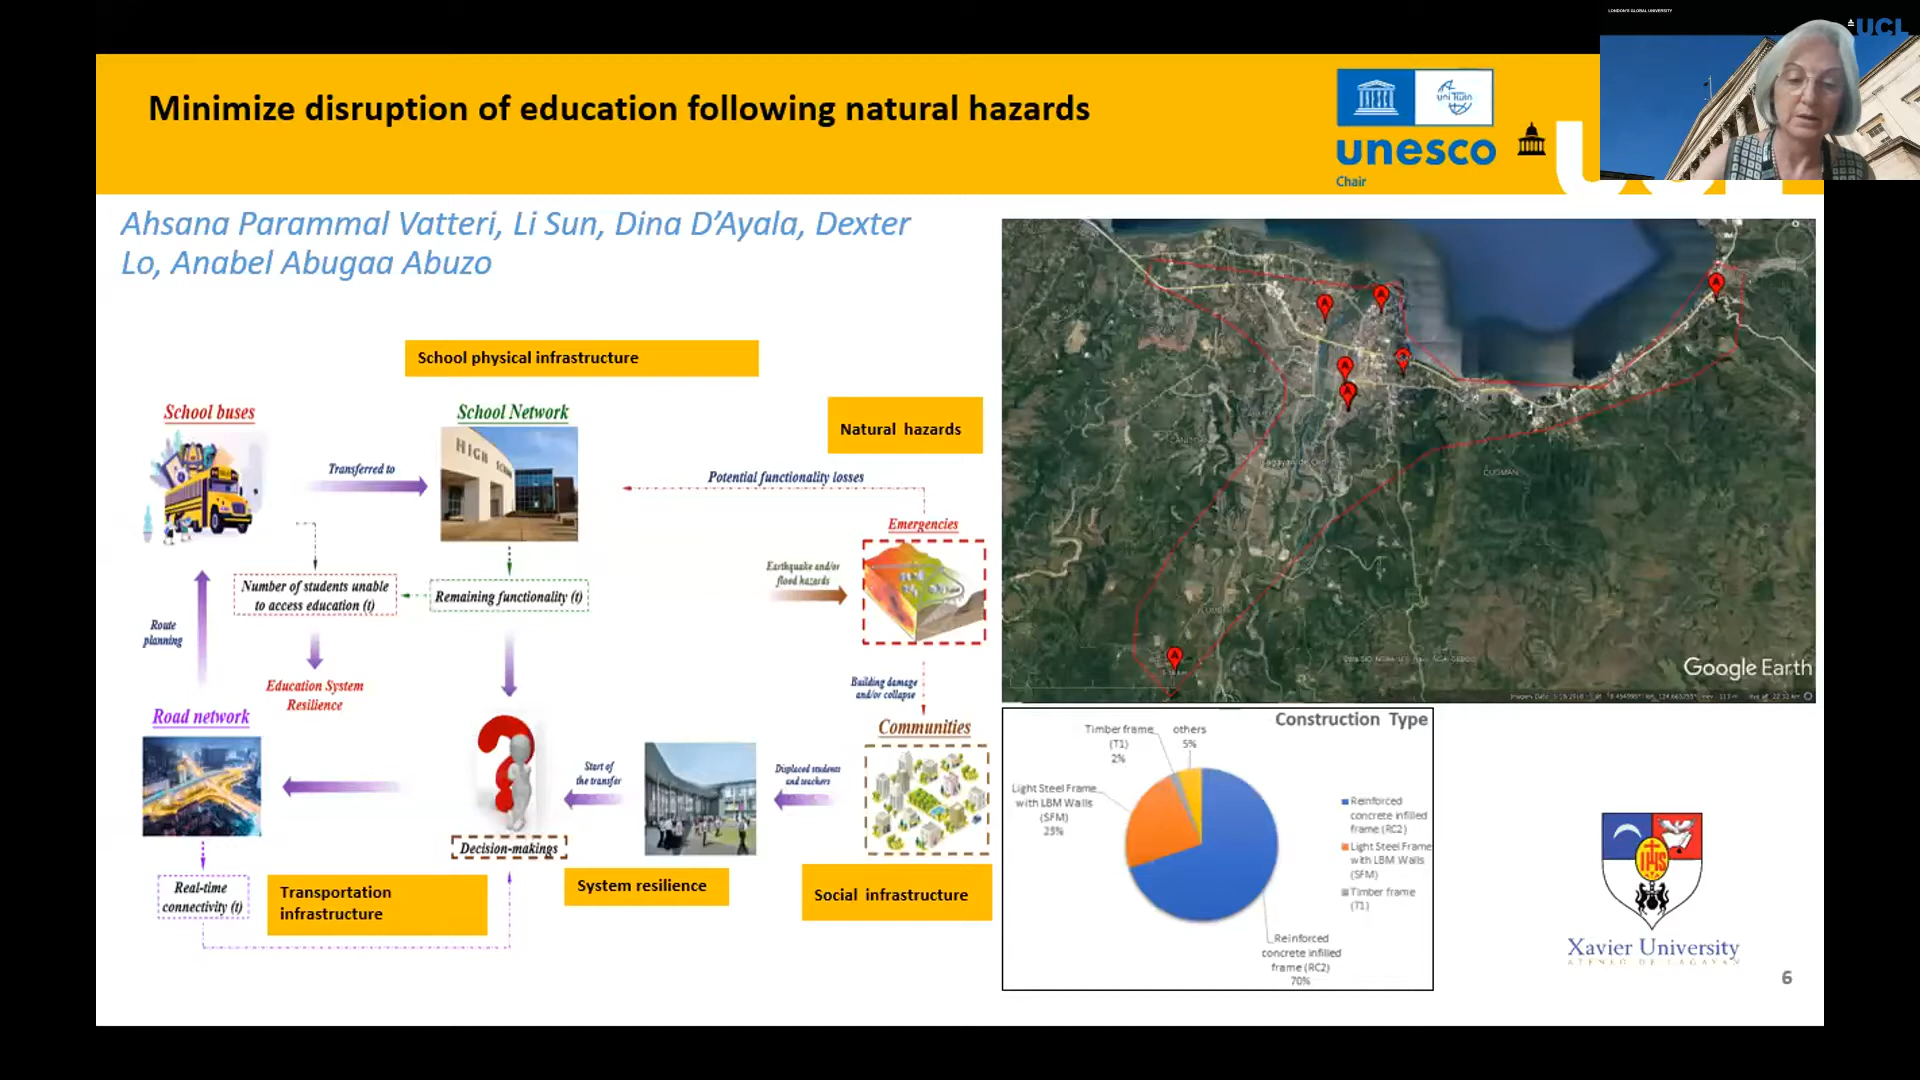 LONDON'S GLOBAL UNIVERSITY
UCL
Minimize disruption of education following natural hazards
UNITWIN
unesco
Chair
Ahsana Parammal Vatteri, Li Sun, Dina D'Ayala, Dexter
Lo, Anabel Abugaa Abuzo
School physical infrastructure
School buses
School Network
Natural hazards
HIGH
Transferred to
Potential functionality losses
Emergencies
Earthquake and/or
flood hazards
Number of students unable
to access education (t)
Remaining functionality (t)
Route
planning
Education System
Resilience
Building damage
and/or collapse
Road network
Communities
Start of
the transfer
Displaced students
and teachers
Decision-makings
Real-time
connectivity (t)
Transportation
infrastructure
System resilience
Social infrastructure
CUGMAN
Google Earth
Construction Type
Timber frame
(T1)
2%
others
5%
Light Steel Frame
with LBM Walls
(SFM)
23%
Reinforced
concrete infilled
frame (RC2)
Light Steel Frame
with LBM Walls
(SFM)
Timber frame
(T1)
Reinforced
concrete infilled
frame (RC2)
70%
IHS
Xavier University
ATENEO DE CAGAYAN
6